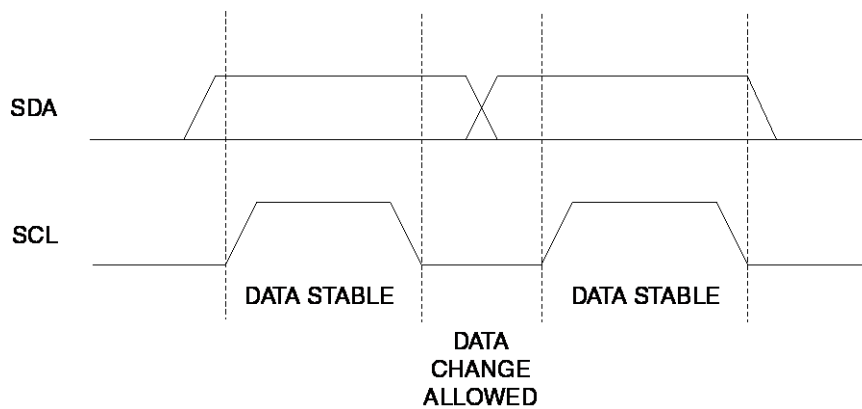 SDA
SCL
DATA STABLE
DATA STABLE
DATA
CHANGE
ALLOWED